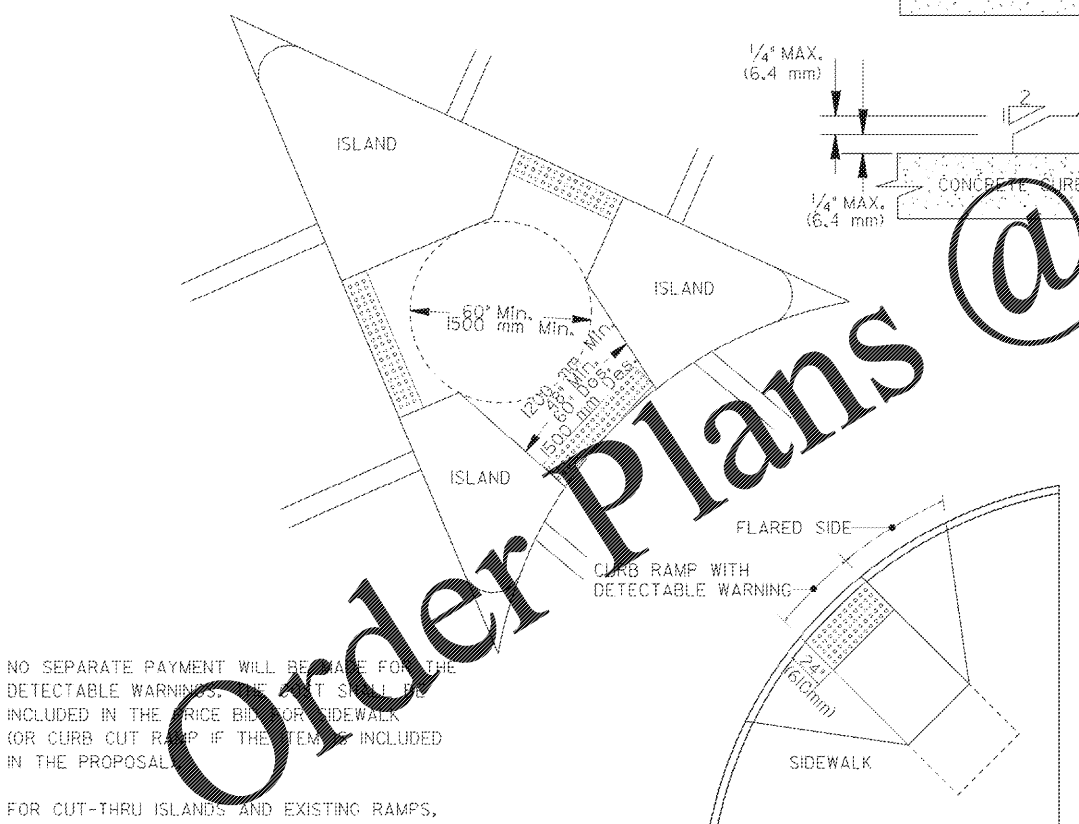 1/4" MAX.
(6.4 mm)
2
1
ISLAND
CONCRETE CURB
1/4" MAX.
(6.4 mm)
ISLAND
60" Min.
1500 mm Min.
1200 mm Min.
48" Min.
60" Des.
1500 mm Des.
ISLAND
FLARED SIDE
CURB RAMP WITH
DETECTABLE WARNING
24"
(610mm)
SIDEWALK
NO SEPARATE PAYMENT WILL BE MADE FOR THE
DETECTABLE WARNINGS. THE COST SHALL BE
INCLUDED IN THE PRICE BID FOR SIDEWALK
(OR CURB CUT RAMP IF THE ITEM IS INCLUDED
IN THE PROPOSAL)
FOR CUT-THRU ISLANDS AND EXISTING RAMPS,
Order Plans @